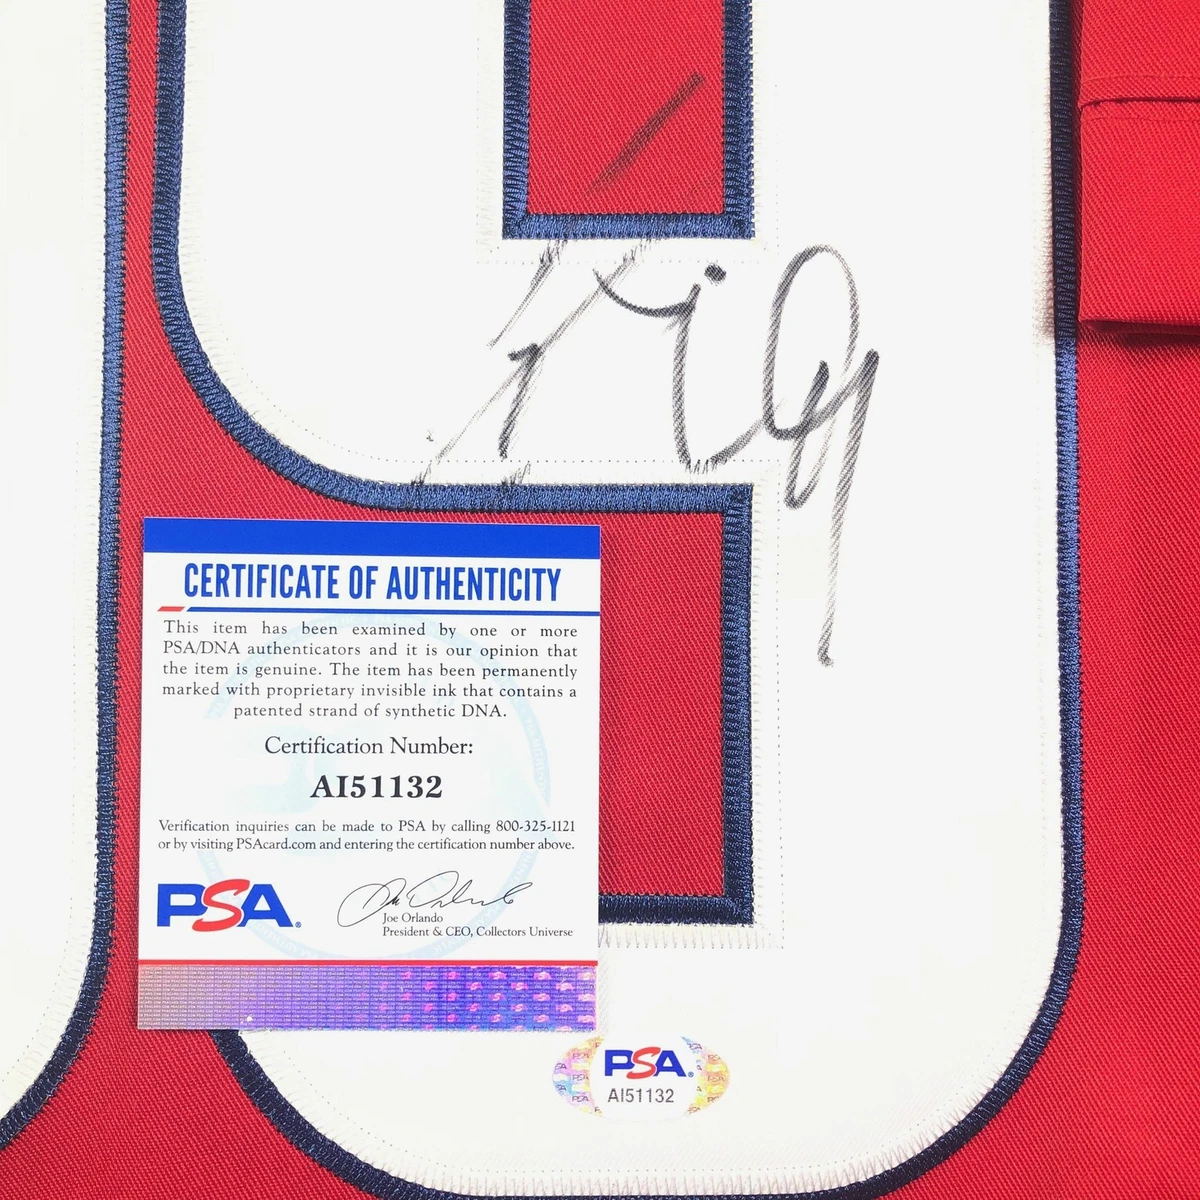 CERTIFICATE OF AUTHENTICITY
This item has been examined by one or more
PSA/DNA authenticators and it is our opinion that
the item is genuine. The item has been permanently
marked with proprietary invisible ink that contains a
patented strand of synthetic DNA.
Certification Number:
AI51132
Verification inquiries can be made to PSA by calling 800-325-1121
or by visiting PSAcard.com and entering the certification number above.
PSA®
Joe Orlando
President & CEO, Collectors Universe
PSA®
AI51132